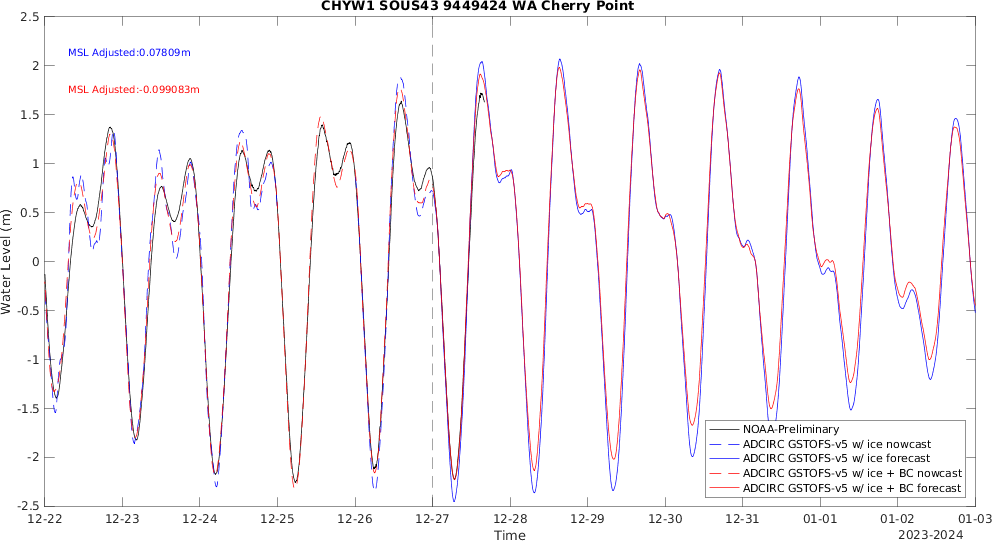 CHYW1 SOUS43 9449424 WA Cherry Point
MSL Adjusted:0.07809m
MSL Adjusted:-0.099083m
Water Level (m)
2.5
2
1.5
1
0.5
0
-0.5
-1
-1.5
-2
-2.5
NOAA-Preliminary
ADCIRC GSTOFS-v5 w/ ice nowcast
ADCIRC GSTOFS-v5 w/ ice forecast
ADCIRC GSTOFS-v5 w/ ice + BC nowcast
ADCIRC GSTOFS-v5 w/ ice + BC forecast
12-22 12-23 12-24 12-25 12-26 12-27 12-28 12-29 12-30 12-31 01-01 01-02 01-03
Time
2023-2024